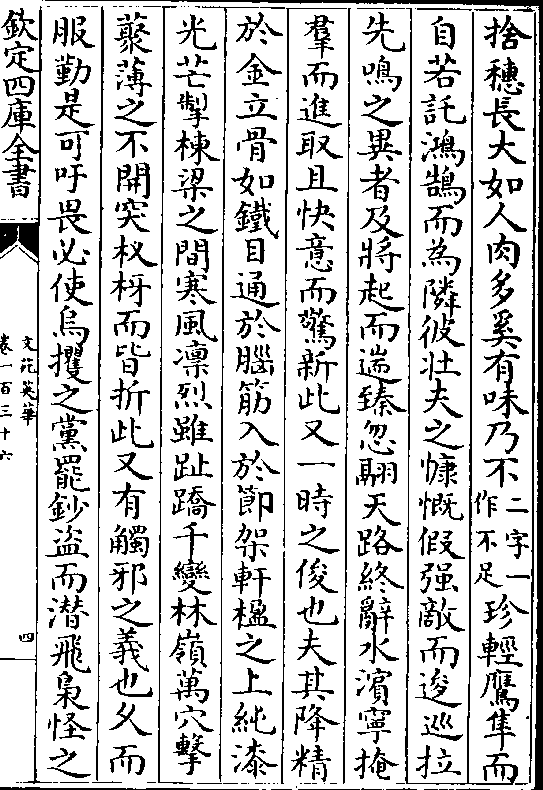 捨穗長大如人肉多奚有味乃不二字一作不足珍輕鷹隼而
自若託鴻鵠而為隣彼壯夫之慷慨假强敵而逡巡拉
先鳴之異者及將起而遄臻忽翮天路終辭水濱寧掩
羣而進取且快意而驚新此又一時之俊也夫其降精
於金立骨如鐵目通於腦筋入於節架軒楹之上純漆
光芒掣棟梁之間寒風凛烈雖趾蹻千變林嶺萬穴擊
藂薄之不開突杈枒而皆折此又有觸邪之義也乆而
服勤是可吁畏必使烏攫之黨罷鈔盗而潜飛梟怪之
欽定四庫全書
文苑英華
卷一百三十六
四